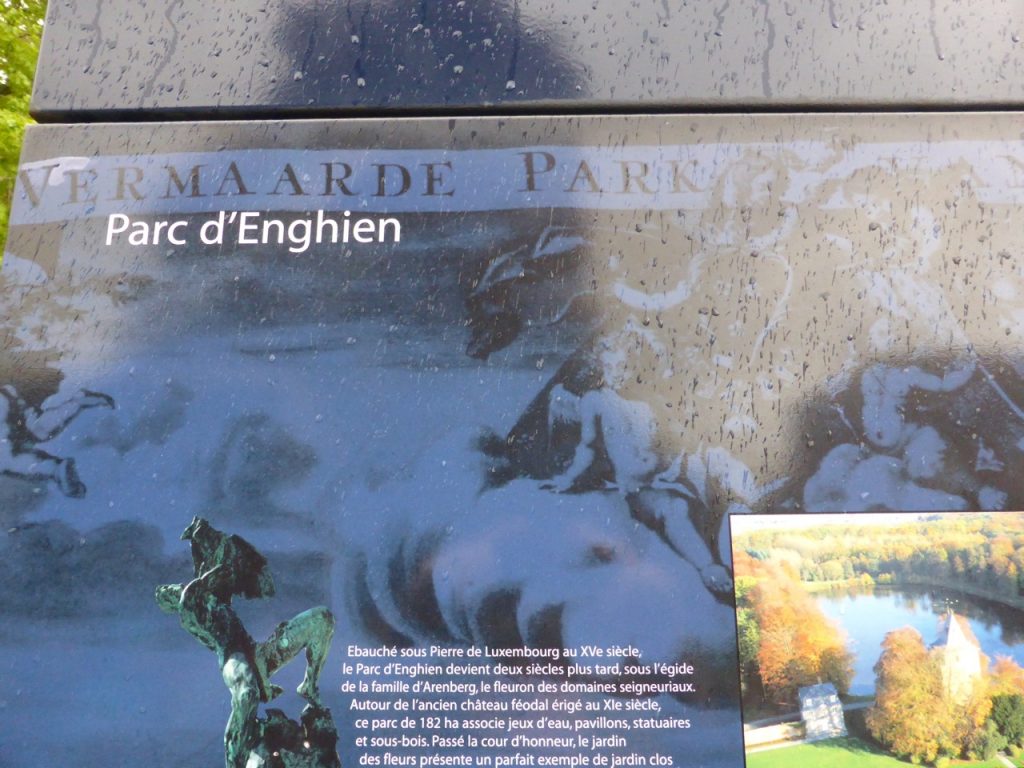 VERMAARDE PARK VAN
Parc d'Enghien
Ebauché sous Pierre de Luxembourg au XVe siècle,
le Parc d'Enghien devient deux siècles plus tard, sous l'égide
de la famille d'Arenberg, le fleuron des domaines seigneuriaux.
Autour de l'ancien château féodal érigé au XIe siècle,
ce parc de 182 ha associe jeux d'eau, pavillons, statuaires
et sous-bois. Passé la cour d'honneur, le jardin
des fleurs présente un parfait exemple de jardin clos